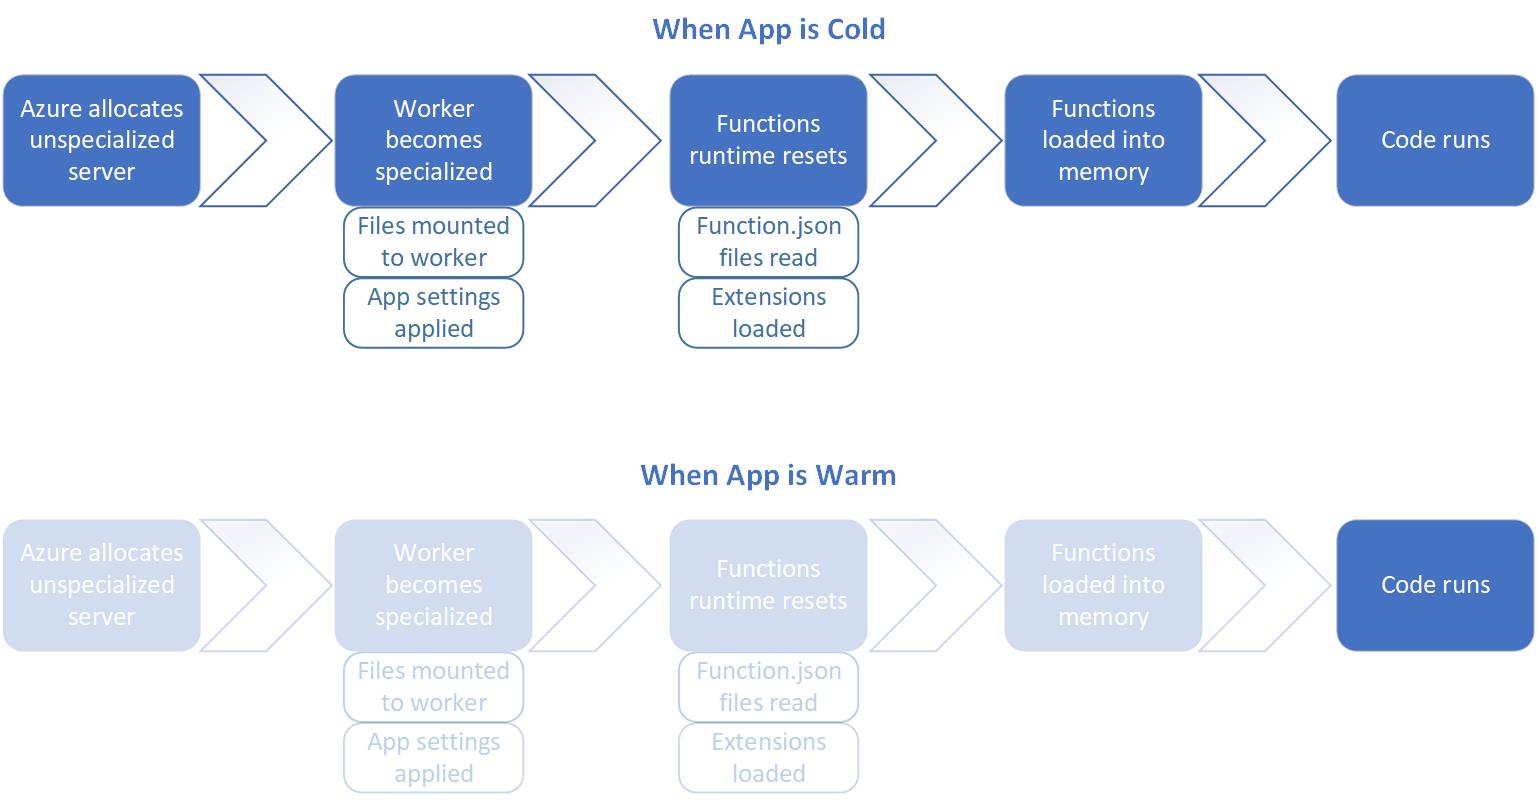 When App is Cold
Azure allocates
unspecialized
server
Worker
becomes
specialized
Functions
runtime resets
Functions
loaded into
memory
Code runs
Files mounted
to worker
App settings
applied
Function.json
files read
Extensions
loaded
When App is Warm
Azure allocates
unspecialized
server
Worker
becomes
specialized
Functions
runtime resets
Functions
loaded into
memory
Code runs
Files mounted
to worker
App settings
applied
Function.json
files read
Extensions
loaded